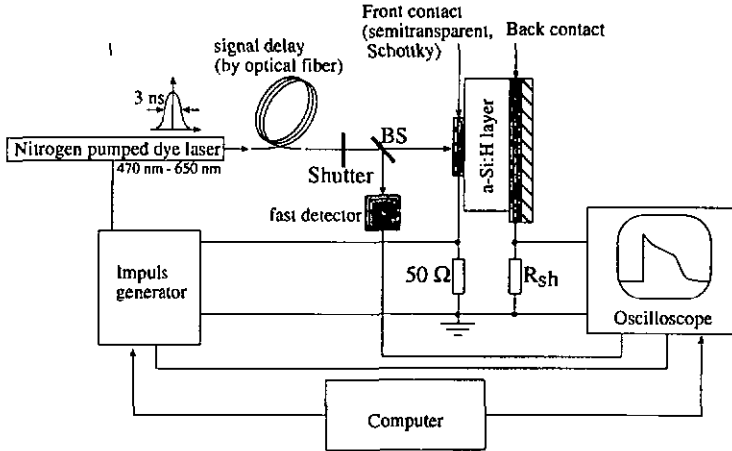 Front contact
(semitransparent,
Schottky)
Back contact
signal delay
(by optical fiber)
3 ns
BS
a-Si:H layer
Nitrogen pumped dye laser
470 nm - 650 nm
Shutter
fast detector
Impuls
generator
50 Ω
Rsh
Oscilloscope
Computer